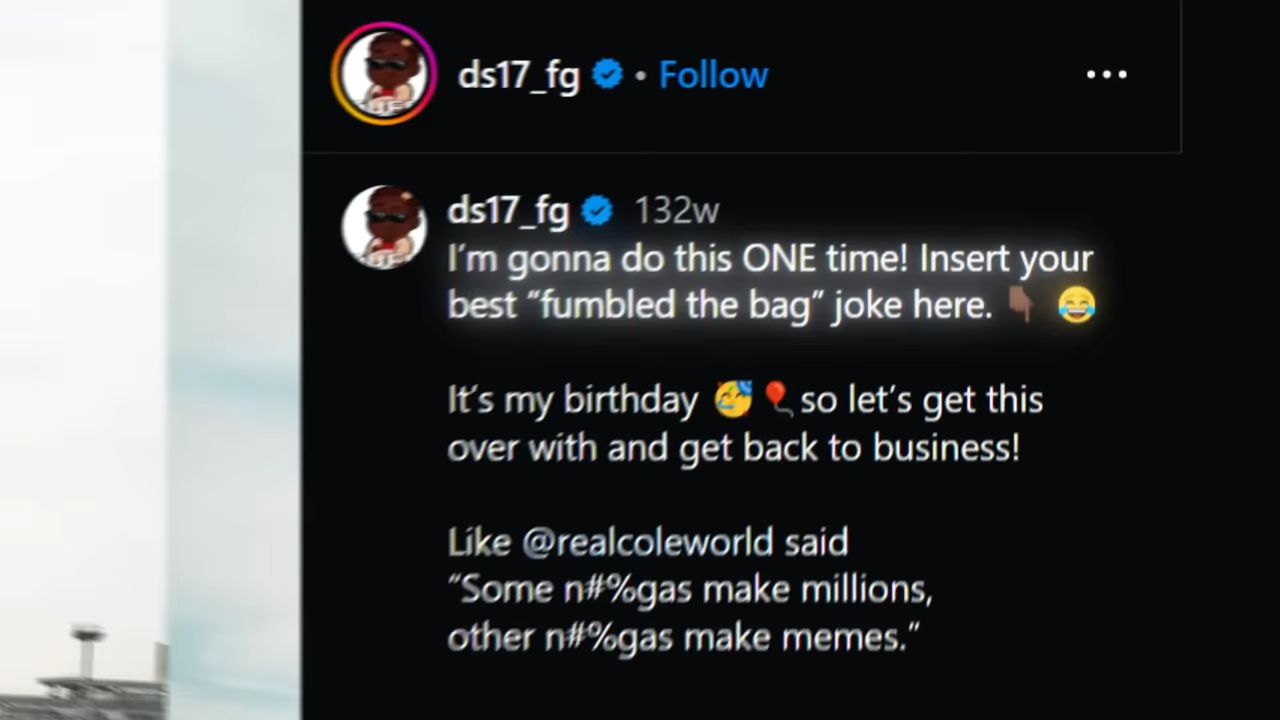 ds17_fg • Follow
ds17_fg 132w
I'm gonna do this ONE time! Insert your
best “fumbled the bag” joke here. 👇🏾 😂
It's my birthday 🥳🎈so let's get this
over with and get back to business!
Like @realcoleworld said
“Some n#%gas make millions,
other n#%gas make memes.”